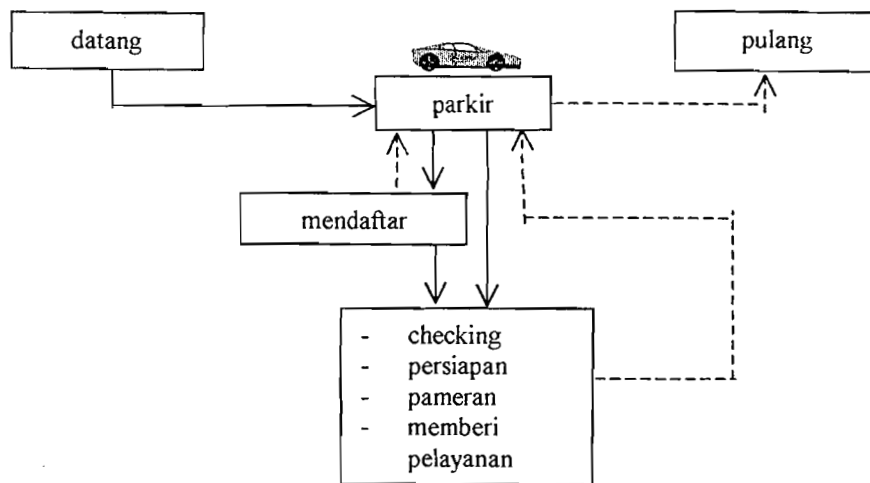 datang
pulang
parkir
mendaftar
- checking
- persiapan
- pameran
- memberi
pelayanan